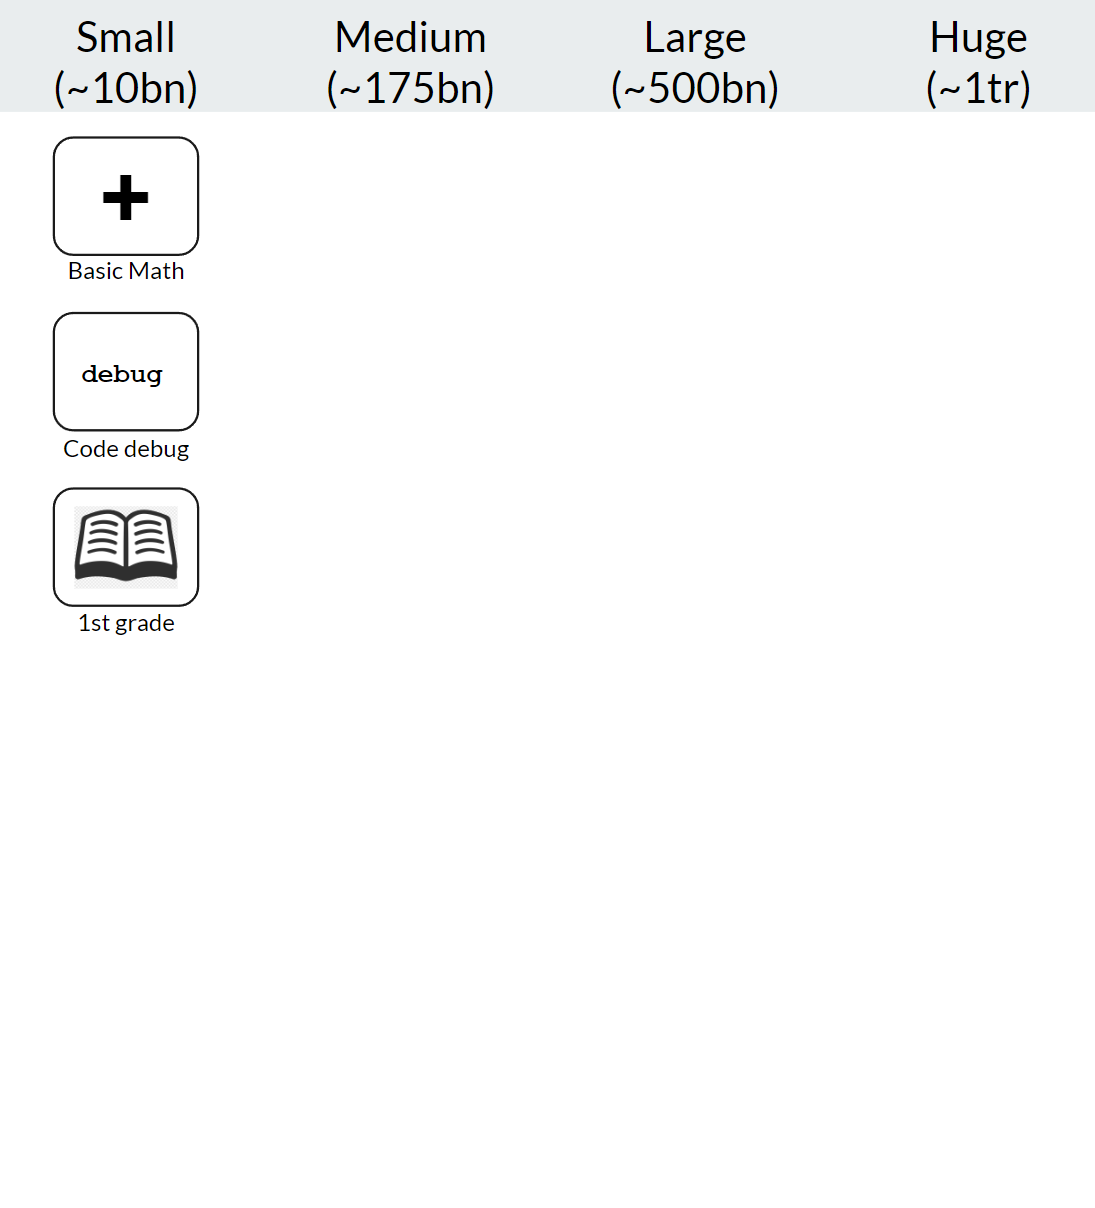 Small
(~10bn)
Medium
(~175bn)
Large
(~500bn)
Huge
(~1tr)
+
Basic Math
debug
Code debug
1st grade